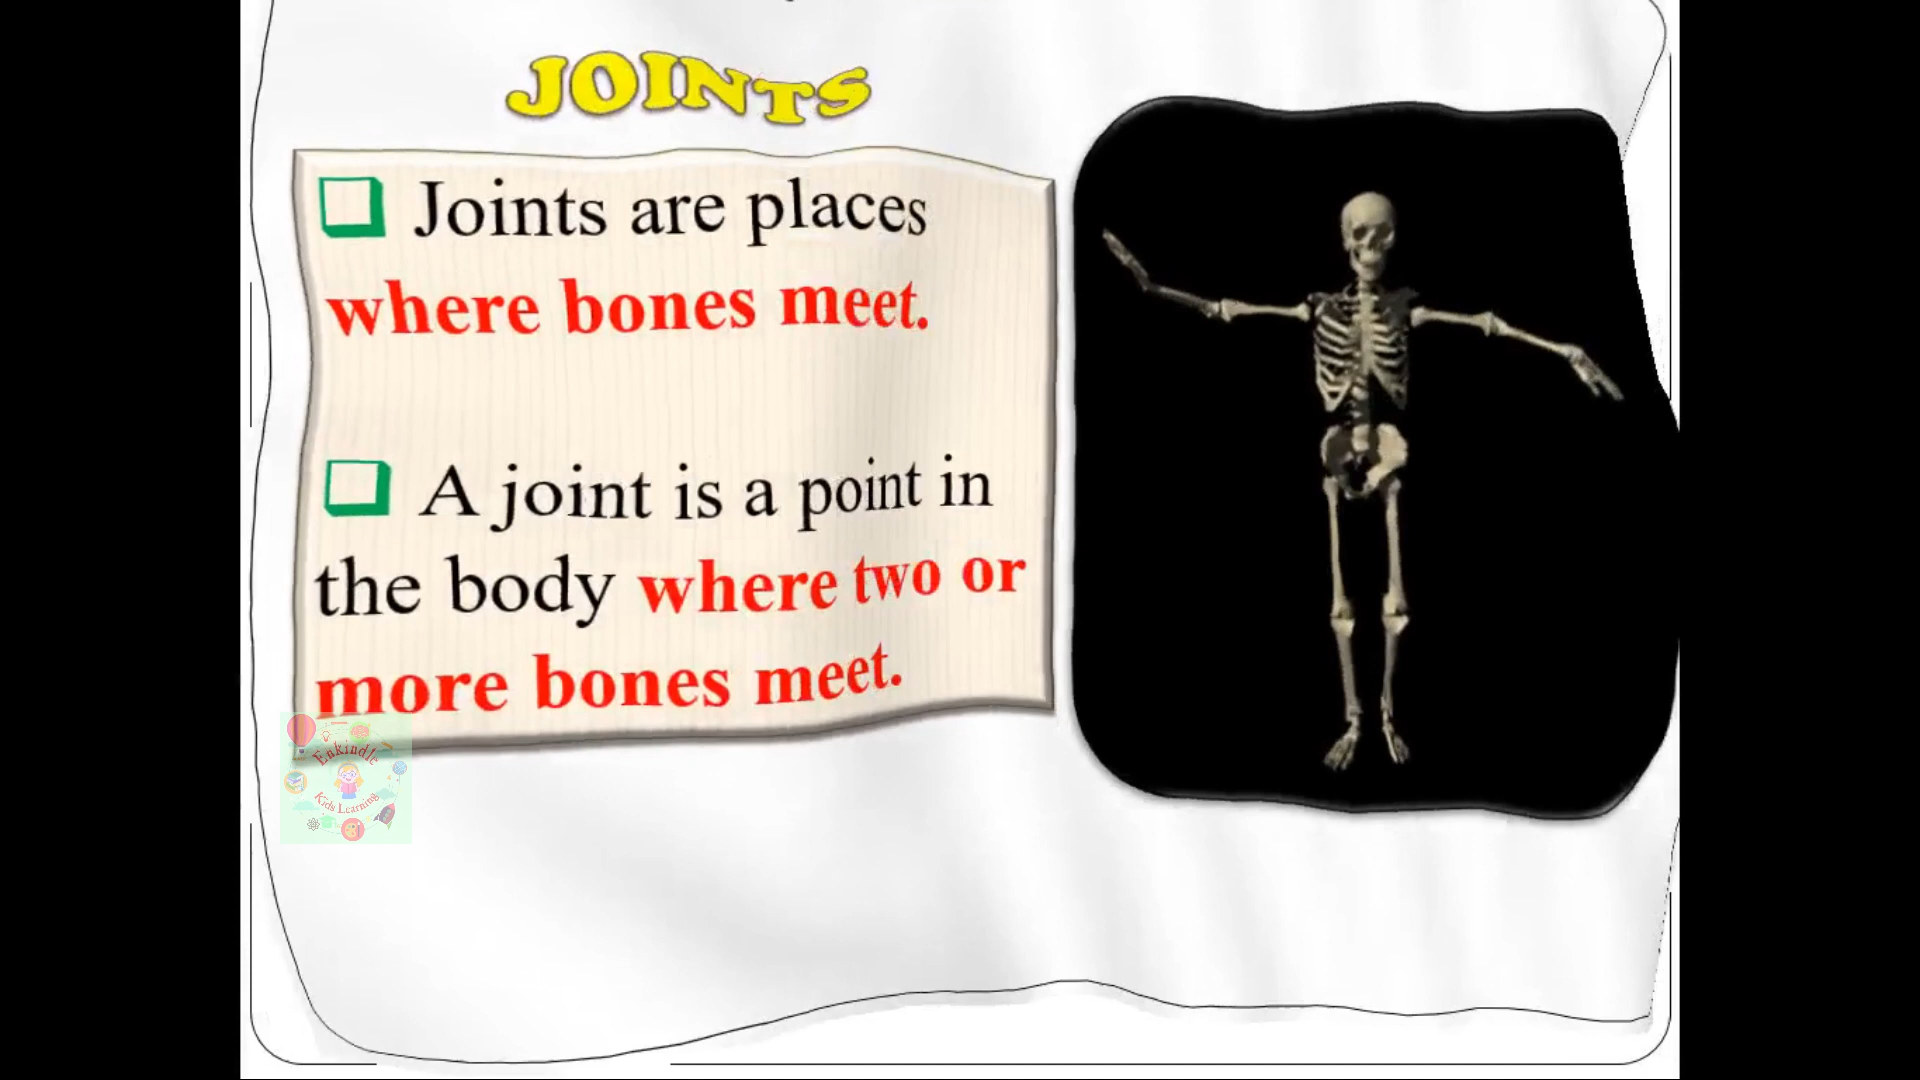 JOINTS
Joints are places
where bones meet.
A joint is a point in
the body where two or
more bones meet.
Enkindle
Kids Learning